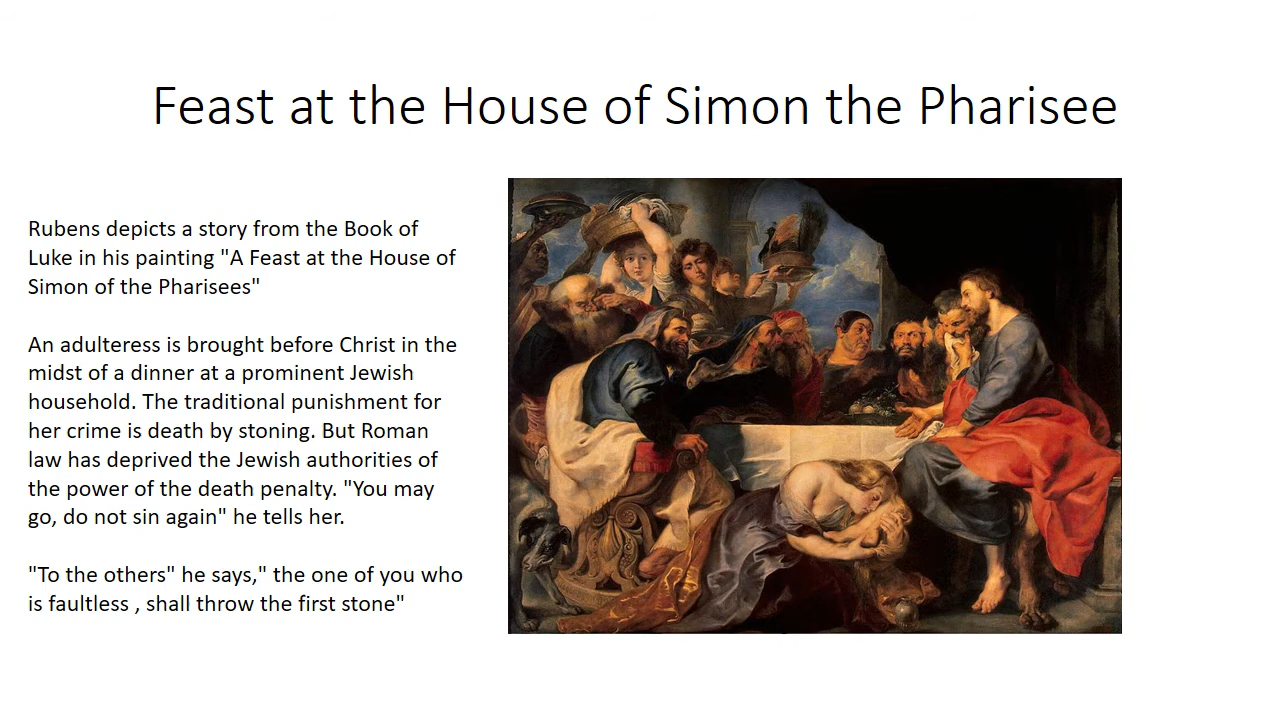 Feast at the House of Simon the Pharisee
Rubens depicts a story from the Book of
Luke in his painting "A Feast at the House of
Simon of the Pharisees"
An adulteress is brought before Christ in the
midst of a dinner at a prominent Jewish
household. The traditional punishment for
her crime is death by stoning. But Roman
law has deprived the Jewish authorities of
the power of the death penalty. "You may
go, do not sin again" he tells her.
"To the others" he says," the one of you who
is faultless , shall throw the first stone"